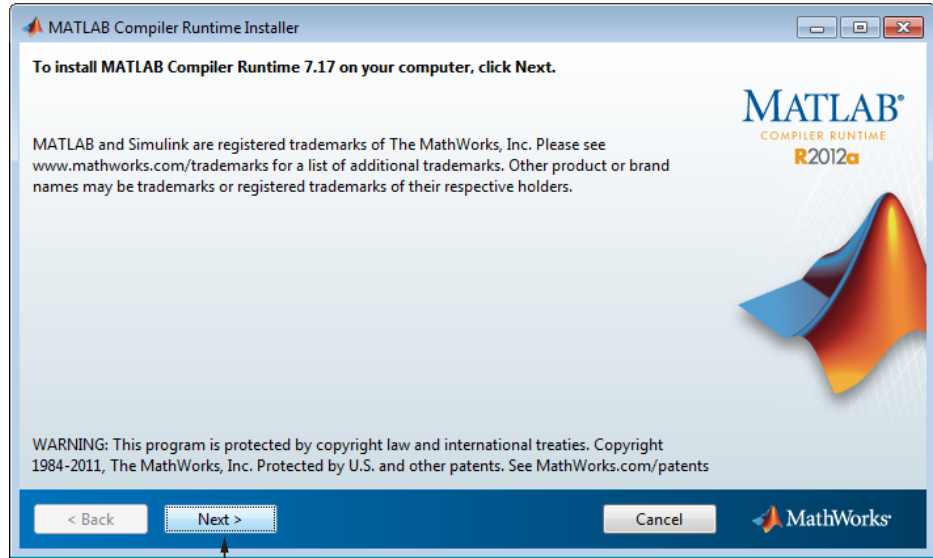 MATLAB Compiler Runtime Installer
To install MATLAB Compiler Runtime 7.17 on your computer, click Next.
MATLAB®
COMPILER RUNTIME
R2012a
MATLAB and Simulink are registered trademarks of The MathWorks, Inc. Please see
www.mathworks.com/trademarks for a list of additional trademarks. Other product or brand
names may be trademarks or registered trademarks of their respective holders.
WARNING: This program is protected by copyright law and international treaties. Copyright
1984-2011, The MathWorks, Inc. Protected by U.S. and other patents. See MathWorks.com/patents
< Back
Next >
Cancel
MathWorks®